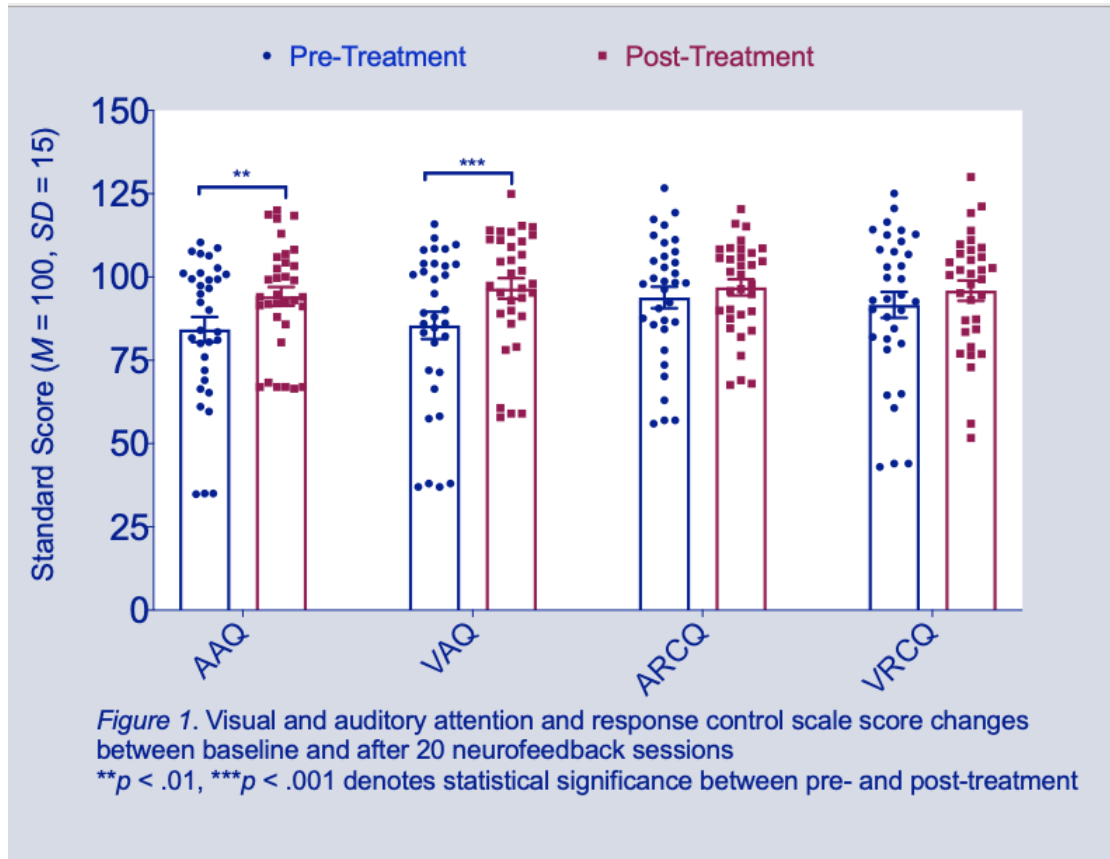 Pre-Treatment
Post-Treatment
Standard Score (M = 100, SD = 15)
150
125
100
75
50
25
0
**
***
AAQ
VAQ
ARCQ
VRCQ
Figure 1. Visual and auditory attention and response control scale score changes
between baseline and after 20 neurofeedback sessions
**p < .01, ***p < .001 denotes statistical significance between pre- and post-treatment